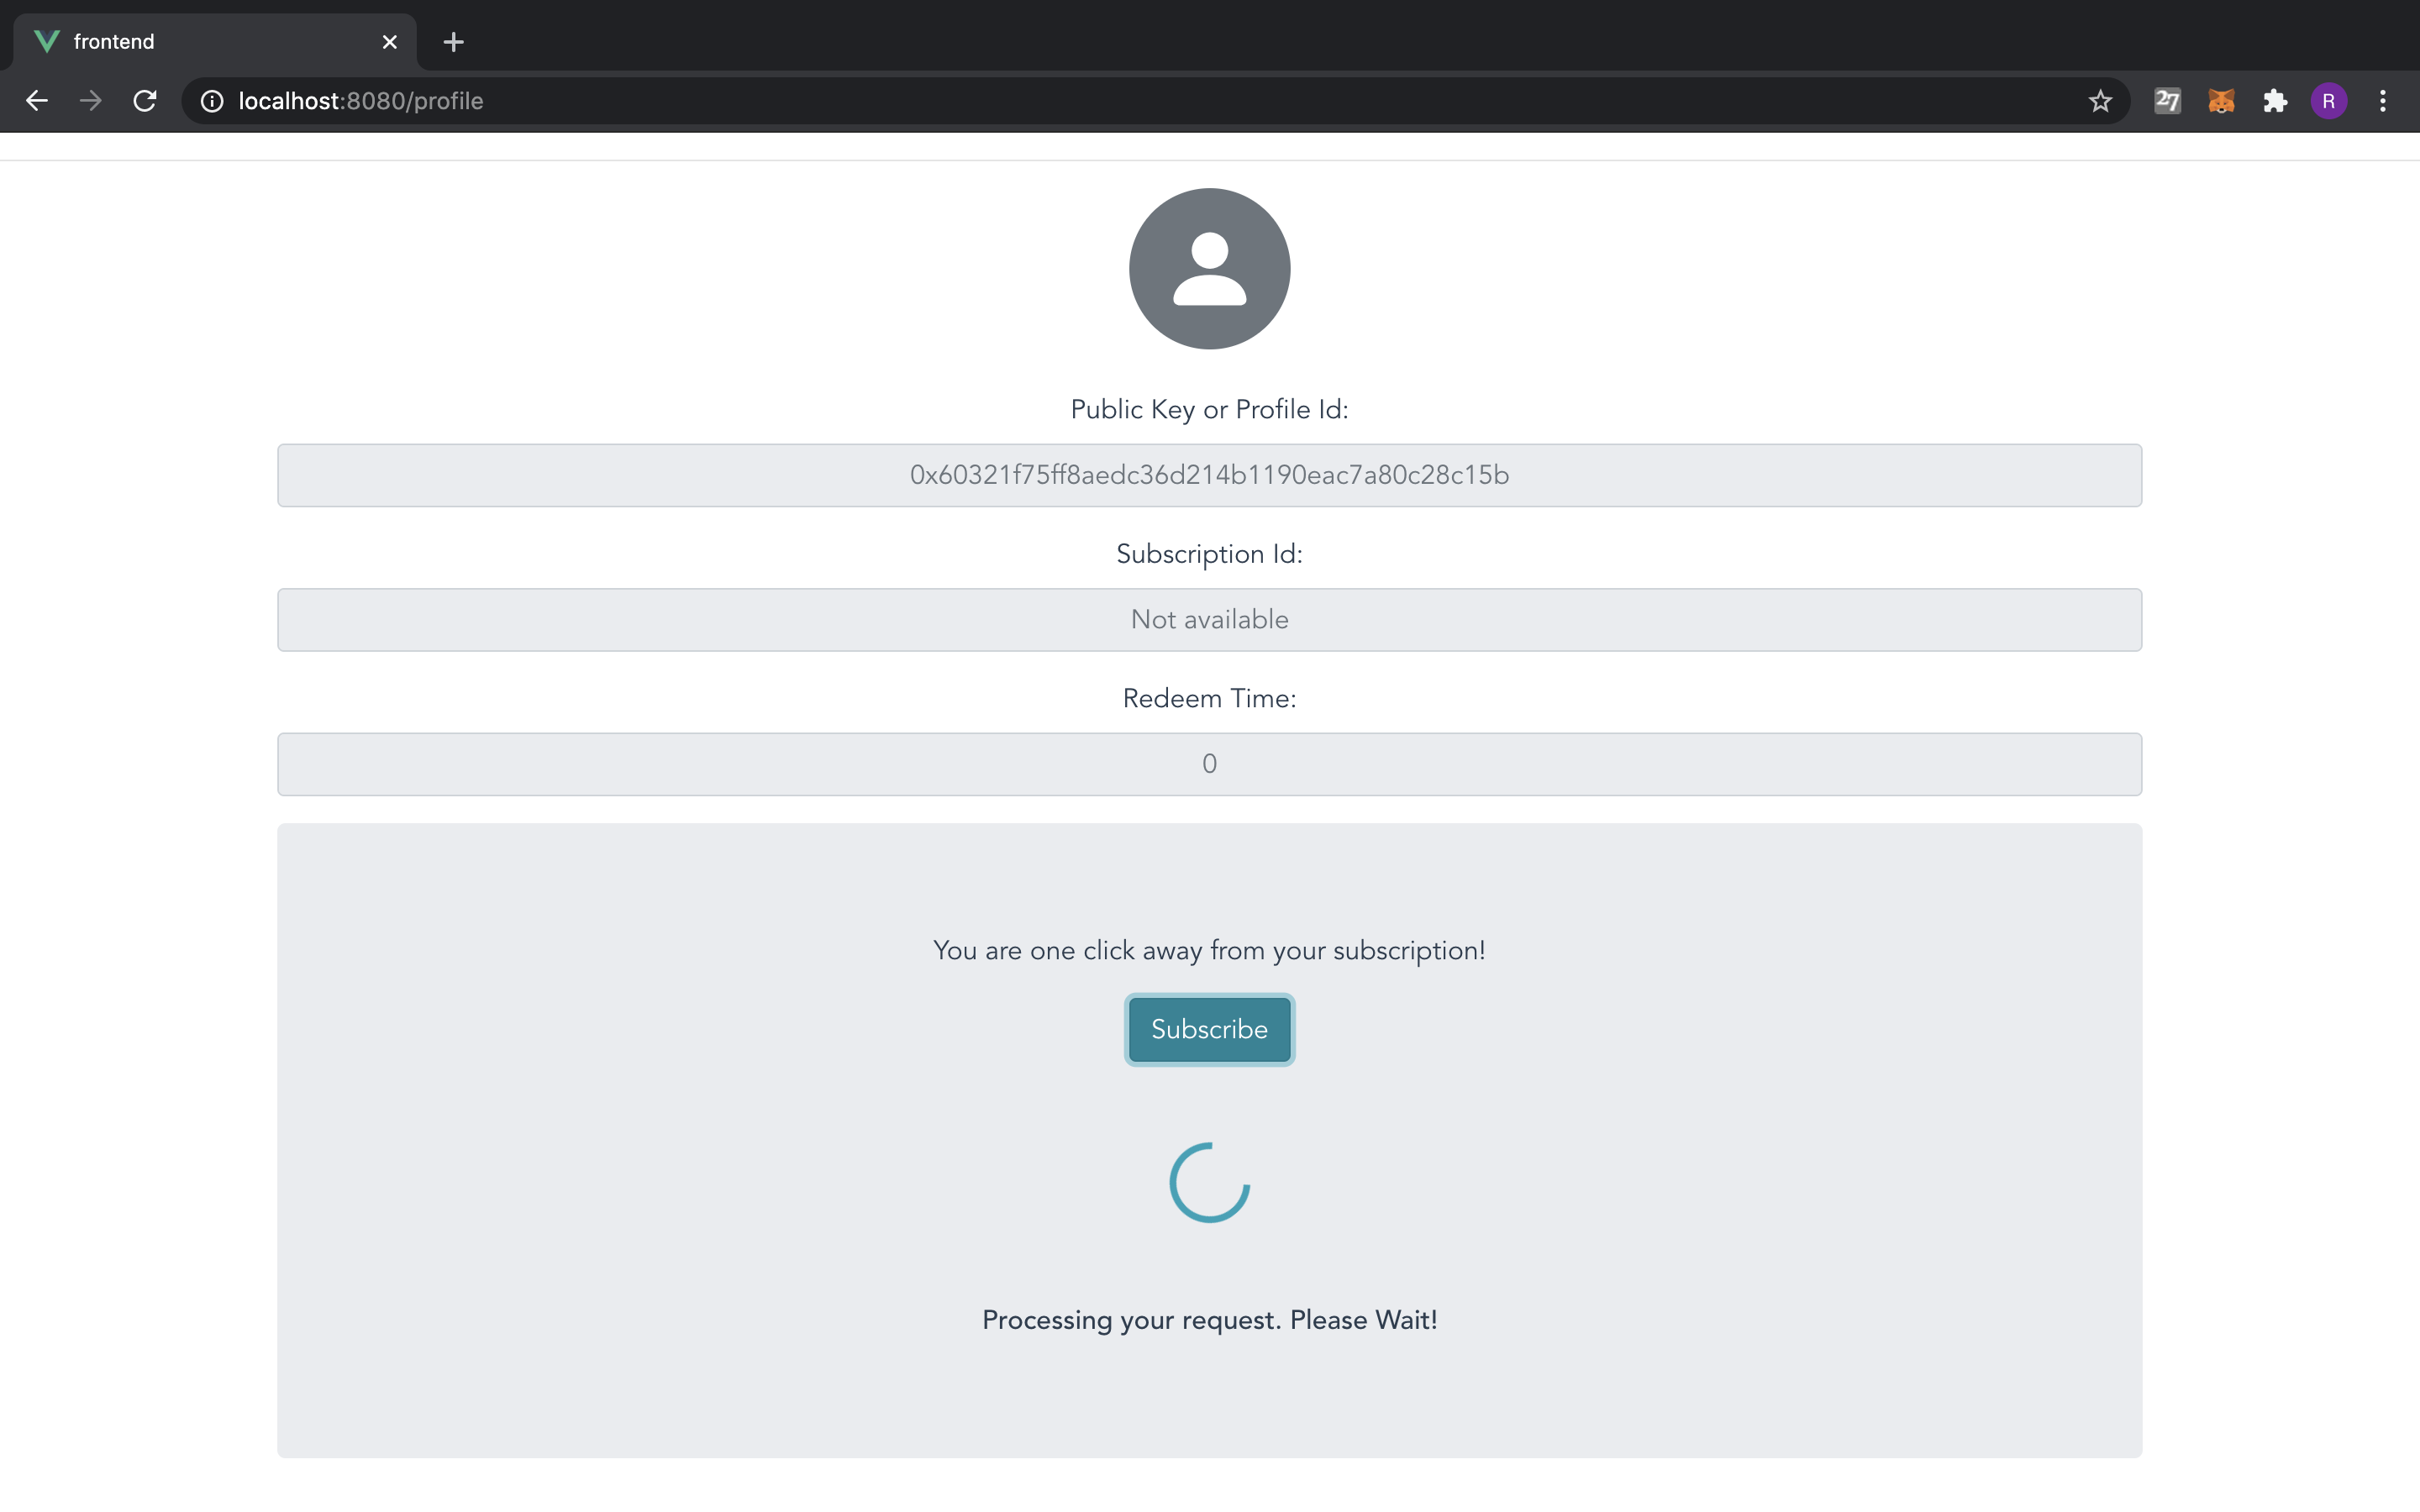 frontend
localhost:8080/profile
27
R
Public Key or Profile Id:
0x60321f75ff8aedc36d214b1190eac7a80c28c15b
Subscription Id:
Not available
Redeem Time:
0
You are one click away from your subscription!
Subscribe
Processing your request. Please Wait!